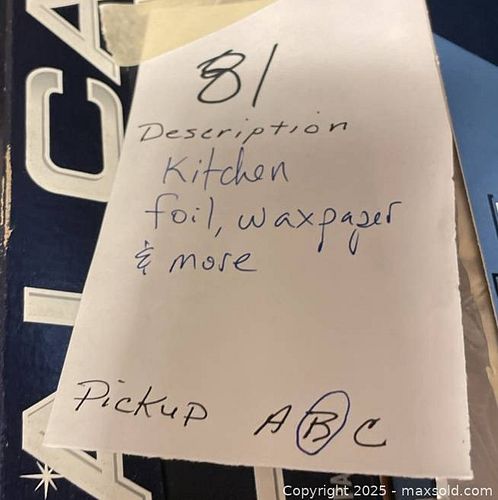 81
Description
Kitchen
foil, waxpaper
& more
Pickup A B C
Copyright © 2025 - maxsold.com